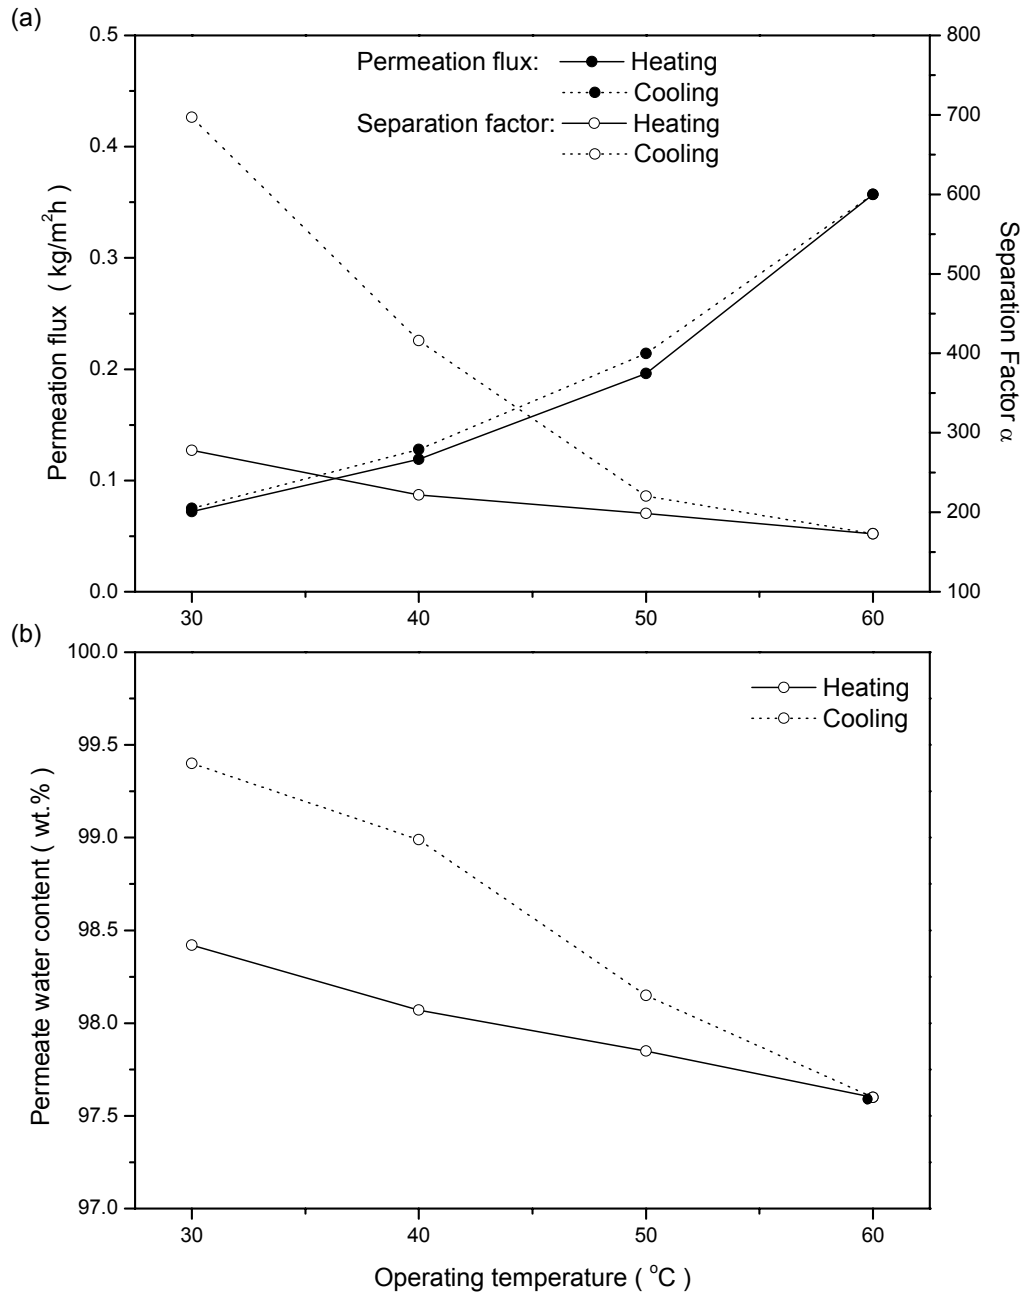 (a)
0.5
0.4
0.3
0.2
0.1
0.0
Permeation flux ( kg/m²h )
Permeation flux: Heating
Cooling
Separation factor: Heating
Cooling
800
700
600
500
400
300
200
100
Separation Factor α
30 40 50 60
(b)
100.0
99.5
99.0
98.5
98.0
97.5
97.0
Permeate water content ( wt.% )
Heating
Cooling
30 40 50 60
Operating temperature ( °C )